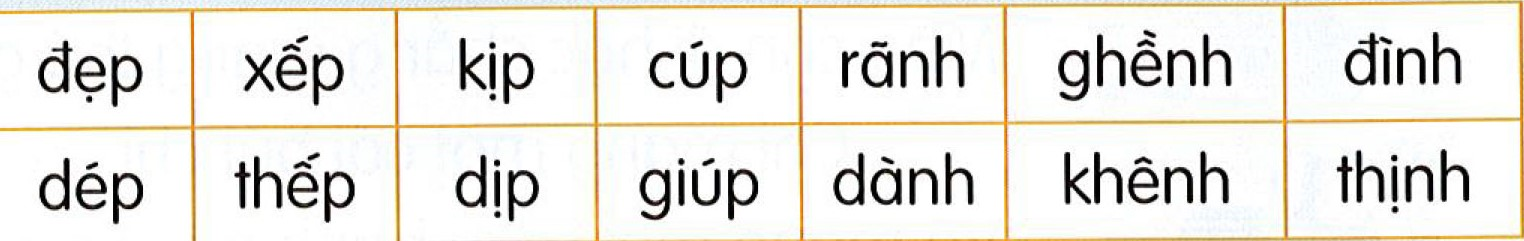 đẹp xếp kịp cúp rãnh ghềnh đình
dép thếp dịp giúp dành khênh thịnh